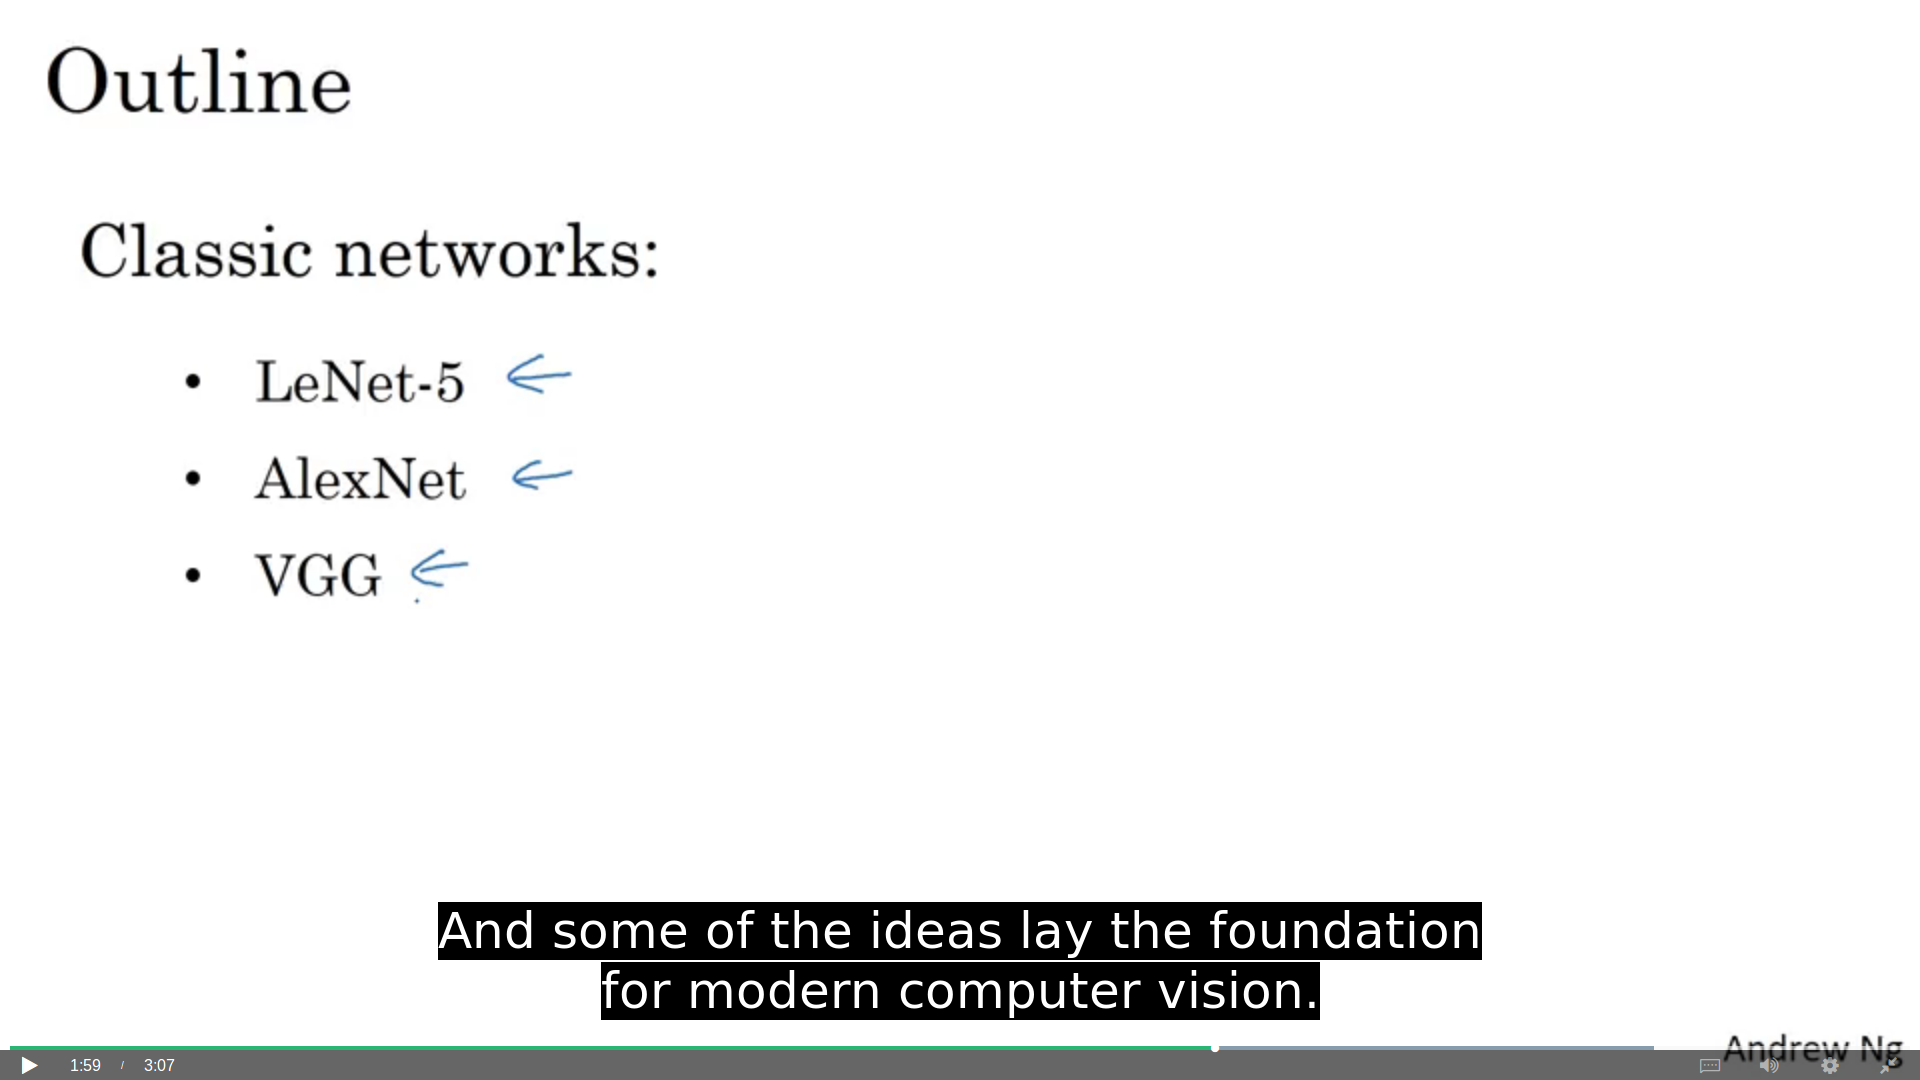 Outline
Classic networks:
• LeNet-5
• AlexNet
• VGG
And some of the ideas lay the foundation
for modern computer vision.
Andrew Ng
1:59 / 3:07